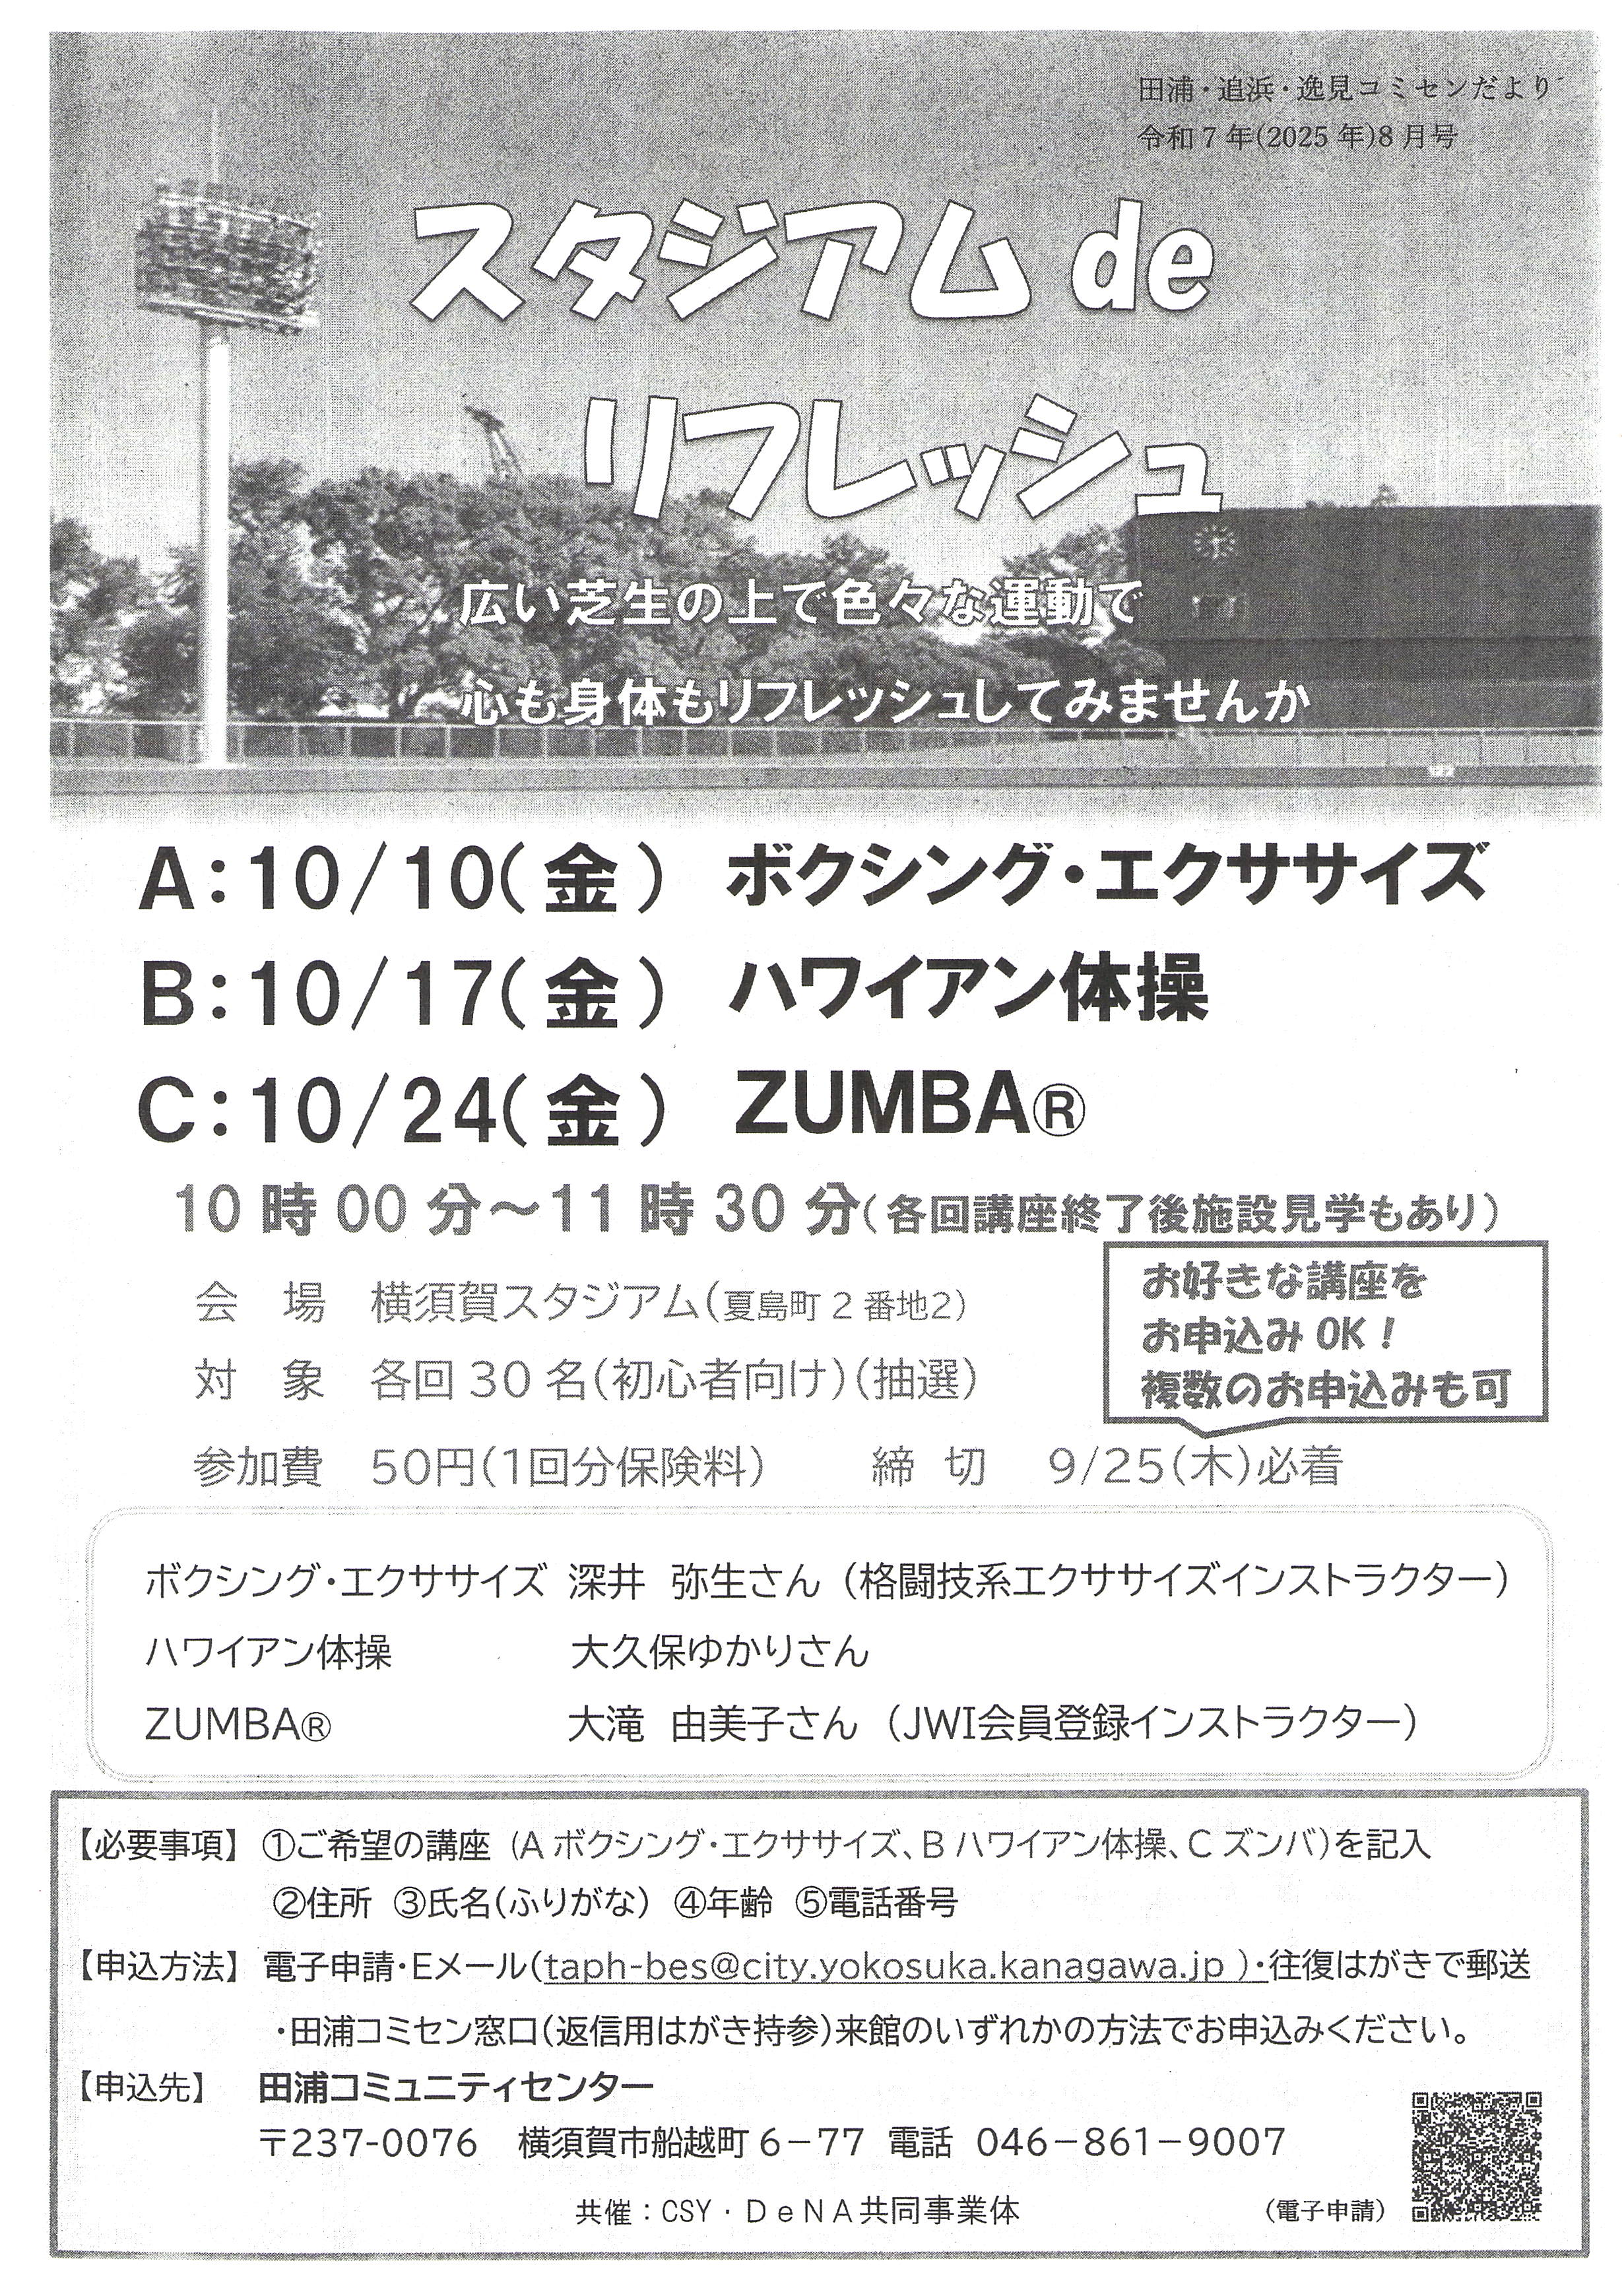 田浦・追浜・逸見コミセンだより
令和7年(2025年)8月号
スタジアム de
リフレッシュ
広い芝生の上で色々な運動で
心も身体もリフレッシュしてみませんか
A:10/10(金) ボクシング・エクササイズ
B:10/17(金) ハワイアン体操
C:10/24(金) ZUMBA®
10時00分～11時30分(各回講座終了後施設見学もあり)
お好きな講座を
お申込みOK！
複数のお申込みも可
会 場 横須賀スタジアム(夏島町2番地2)
対 象 各回30名(初心者向け)(抽選)
参加費 50円(1回分保険料) 締 切 9/25(木)必着
ボクシング・エクササイズ 深井 弥生さん (格闘技系エクササイズインストラクター)
ハワイアン体操 大久保ゆかりさん
ZUMBA® 大滝 由美子さん (JWI会員登録インストラクター)
【必要事項】 ①ご希望の講座 (A ボクシング・エクササイズ、B ハワイアン体操、C ズンバ)を記入
②住所 ③氏名(ふりがな) ④年齢 ⑤電話番号
【申込方法】 電子申請・Eメール(taph-bes@city.yokosuka.kanagawa.jp )・往復はがきで郵送
・田浦コミセン窓口(返信用はがき持参)来館のいずれかの方法でお申込みください。
【申込先】 田浦コミュニティセンター
〒237-0076 横須賀市船越町6－77 電話 046－861－9007
共催：CSY・ＤｅＮＡ共同事業体
(電子申請)